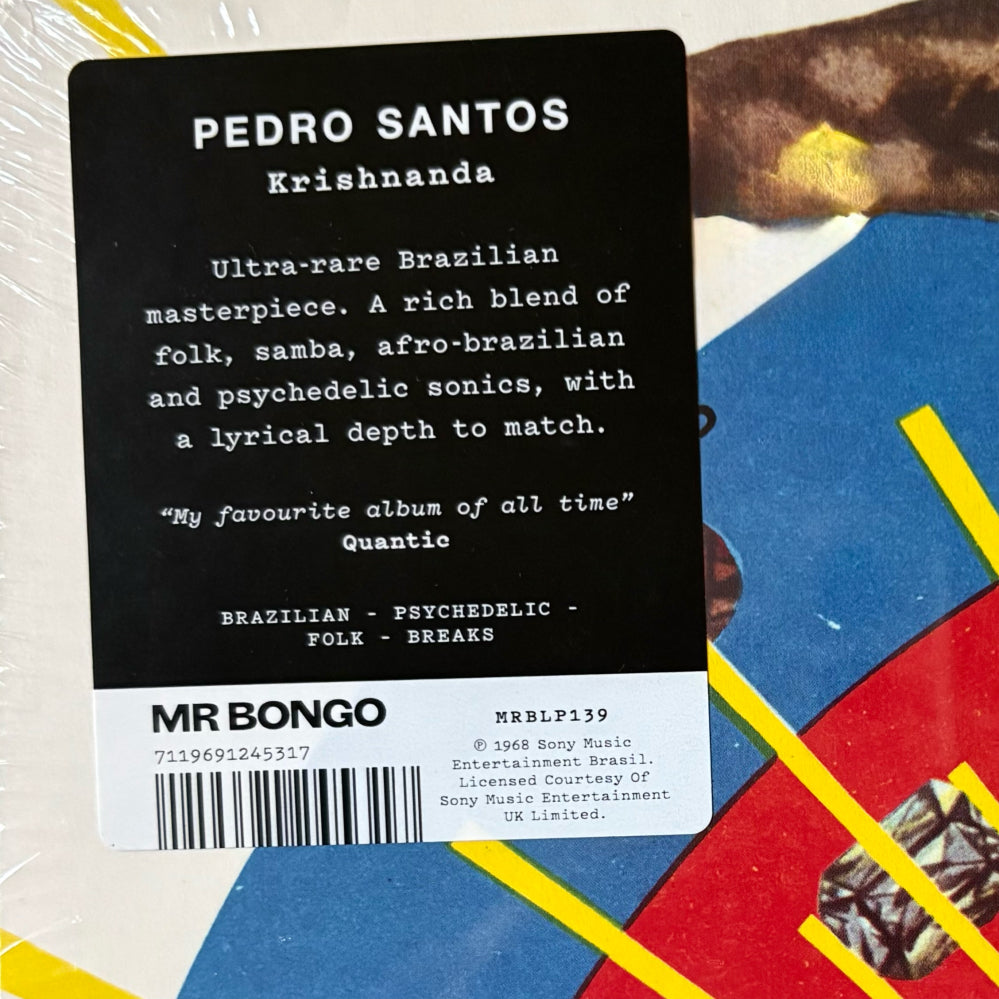 PEDRO SANTOS
Krishnanda
Ultra-rare Brazilian
masterpiece. A rich blend of
folk, samba, afro-brazilian
and psychedelic sonics, with
a lyrical depth to match.
“My favourite album of all time”
Quantic
BRAZILIAN - PSYCHEDELIC -
FOLK - BREAKS
MR BONGO
7119691245317
MRBLP139
℗ 1968 Sony Music
Entertainment Brasil.
Licensed Courtesy Of
Sony Music Entertainment
UK Limited.